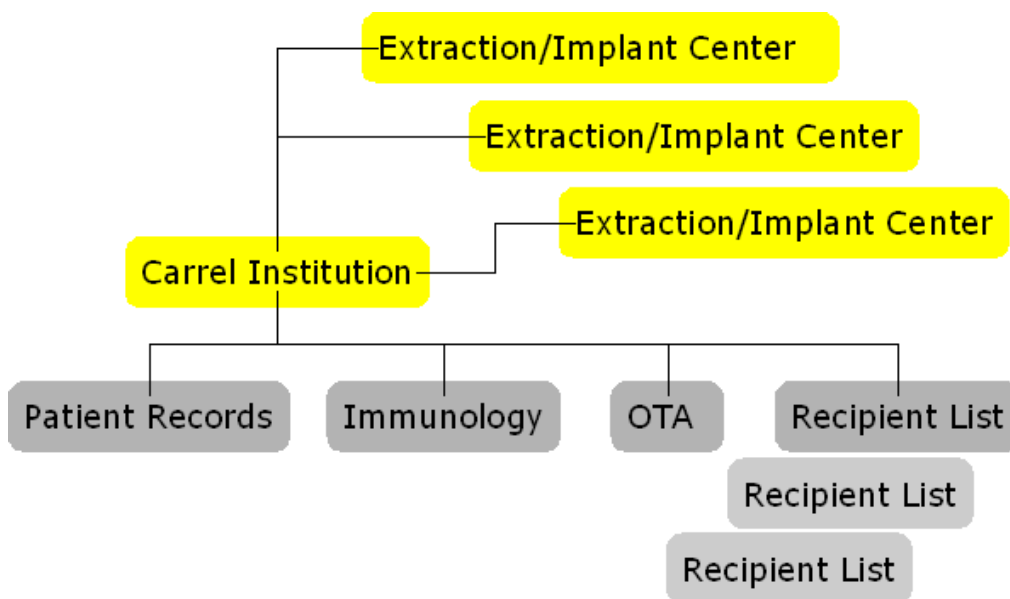 Extraction/Implant Center
Extraction/Implant Center
Extraction/Implant Center
Carrel Institution
Patient Records
Immunology
OTA
Recipient List
Recipient List
Recipient List